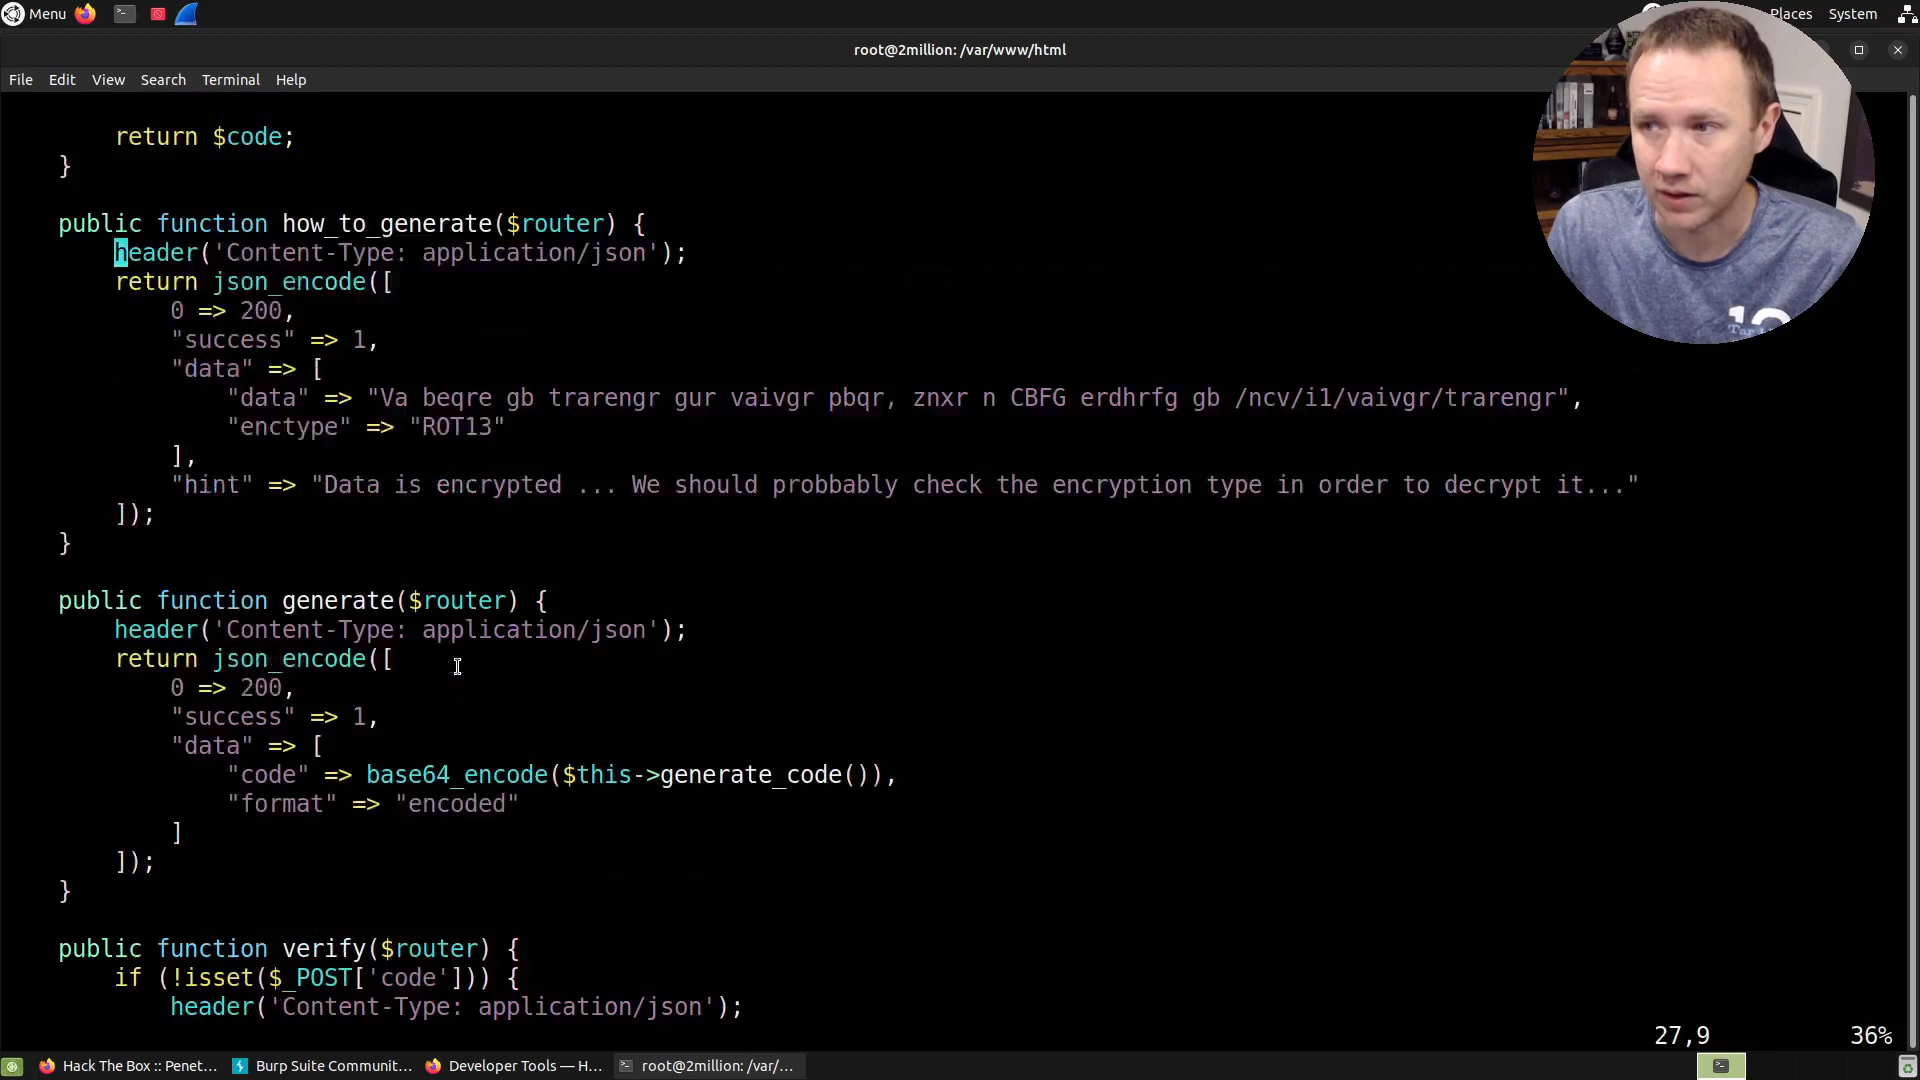 Menu
Places
System
root@2million: /var/www/html
File Edit View Search Terminal Help
return $code;
}
public function how_to_generate($router) {
header('Content-Type: application/json');
return json_encode([
0 => 200,
"success" => 1,
"data" => [
"data" => "Va beqre gb trarengr gur vaivgr pbqr, znxr n CBFG erdhrfg gb /ncv/i1/vaivgr/trarengr",
"enctype" => "ROT13"
],
"hint" => "Data is encrypted ... We should probbably check the encryption type in order to decrypt it..."
]);
}
public function generate($router) {
header('Content-Type: application/json');
return json_encode([
0 => 200,
"success" => 1,
"data" => [
"code" => base64_encode($this->generate_code()),
"format" => "encoded"
]
]);
}
public function verify($router) {
if (!isset($_POST['code'])) {
header('Content-Type: application/json');
27,9 36%
Hack The Box :: Penet...
Burp Suite Communit...
Developer Tools — H...
root@2million: /var/...